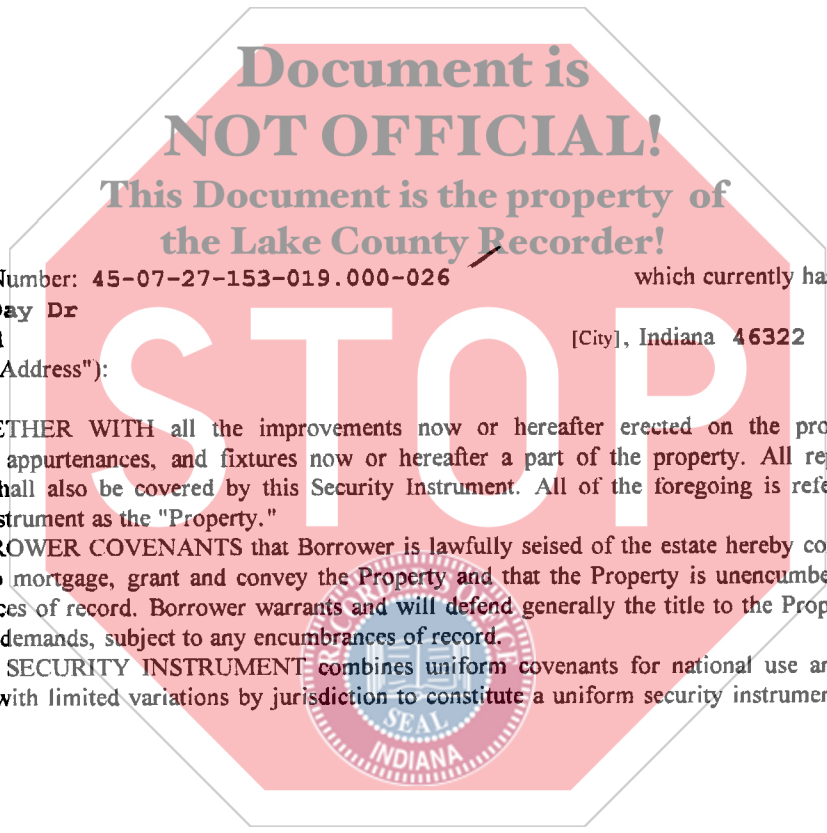 Document is
NOT OFFICIAL!
This Document is the property of
the Lake County Recorder!
Number: 45-07-27-153-019.000-026 which currently ha
ay Dr
[City], Indiana 46322
Address"):
STOP
ETHER WITH all the improvements now or hereafter erected on the pro
appurtenances, and fixtures now or hereafter a part of the property. All re
hall also be covered by this Security Instrument. All of the foregoing is refe
strument as the "Property."
ROWER COVENANTS that Borrower is lawfully seised of the estate hereby co
mortgage, grant and convey the Property and that the Property is unencumbe
ces of record. Borrower warrants and will defend generally the title to the Prop
demands, subject to any encumbrances of record.
SECURITY INSTRUMENT combines uniform covenants for national use an
with limited variations by jurisdiction to constitute a uniform security instrumen
SEAL
INDIANA